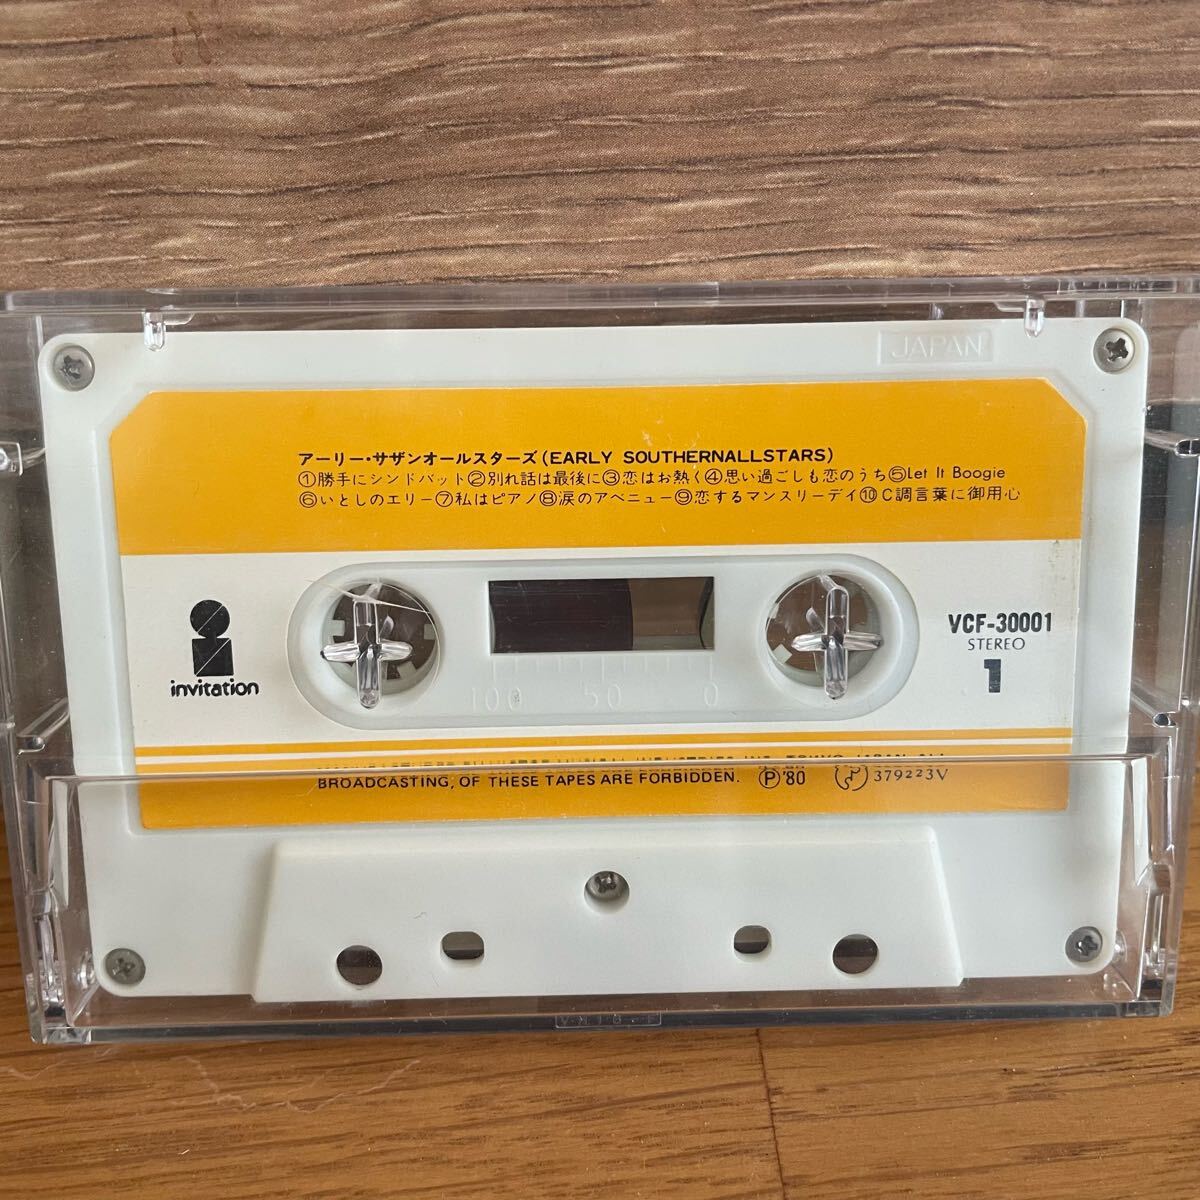 JAPAN
アーリー・サザンオールスターズ(EARLY SOUTHERNALLSTARS)
①勝手にシンドバット②別れ話は最後に③恋はお熱く④思い過ごしも恋のうち⑤Let It Boogie
⑥いとしのエリー⑦私はピアノ⑧涙のアベニュー⑨恋するマンスリーデイ⑩C調言葉に御用心
invitation
100 50 0
VCF-30001
STEREO
1
TOKYO JAPAN ALL
BROADCASTING, OF THESE TAPES ARE FORBIDDEN. Ⓟ'80 379223V